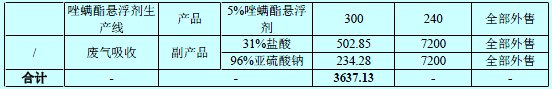 唑螨酯悬浮剂生产线 产品 5%唑螨酯悬浮剂 300 240 全部外售
/ 废气吸收 副产品 31%盐酸 502.85 7200 全部外售
96%亚硫酸钠 234.28 7200 全部外售
合计 - - - 3637.13 - -